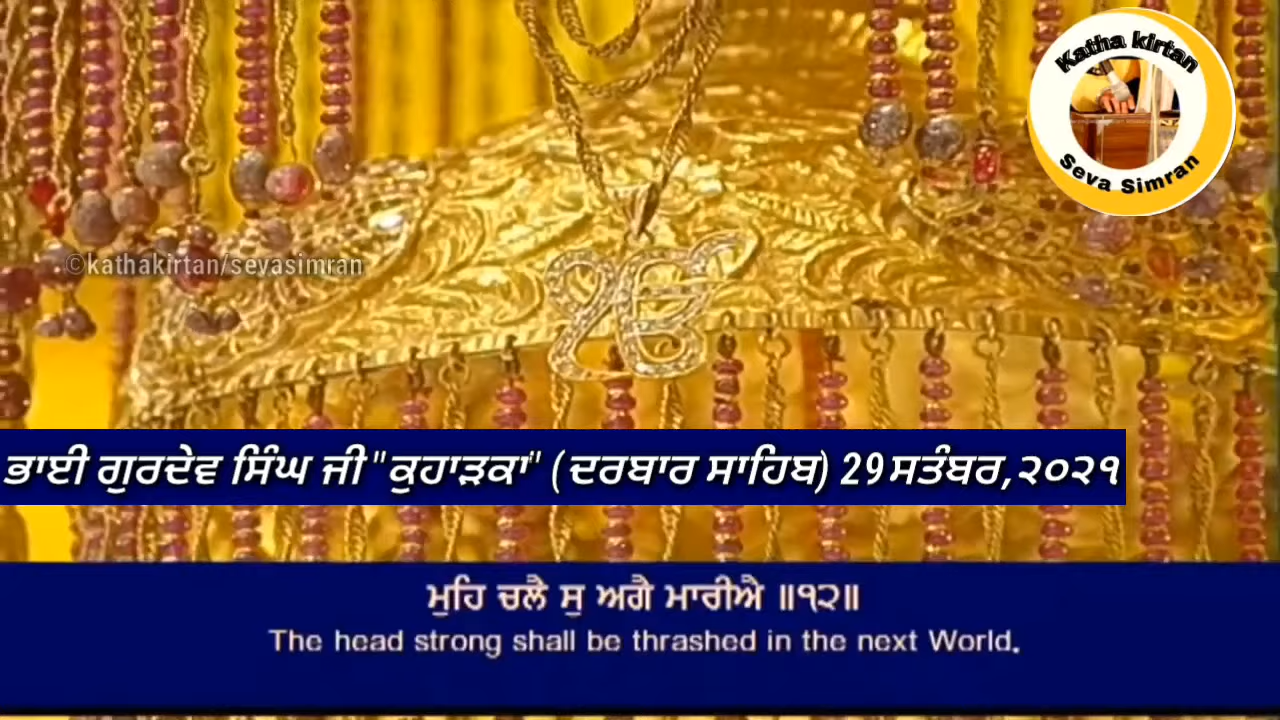 Katha kirtan
Seva Simran
©kathakirtan/sevasimran
ਭਾਈ ਗੁਰਦੇਵ ਸਿੰਘ ਜੀ "ਕੁਹਾੜਕਾ" (ਦਰਬਾਰ ਸਾਹਿਬ) 29 ਸਤੰਬਰ,੨੦੨੧
ਮੁਹਿ ਚਲੈ ਸੁ ਅਗੈ ਮਾਰੀਐ ॥੧੨॥
The head strong shall be thrashed in the next World.